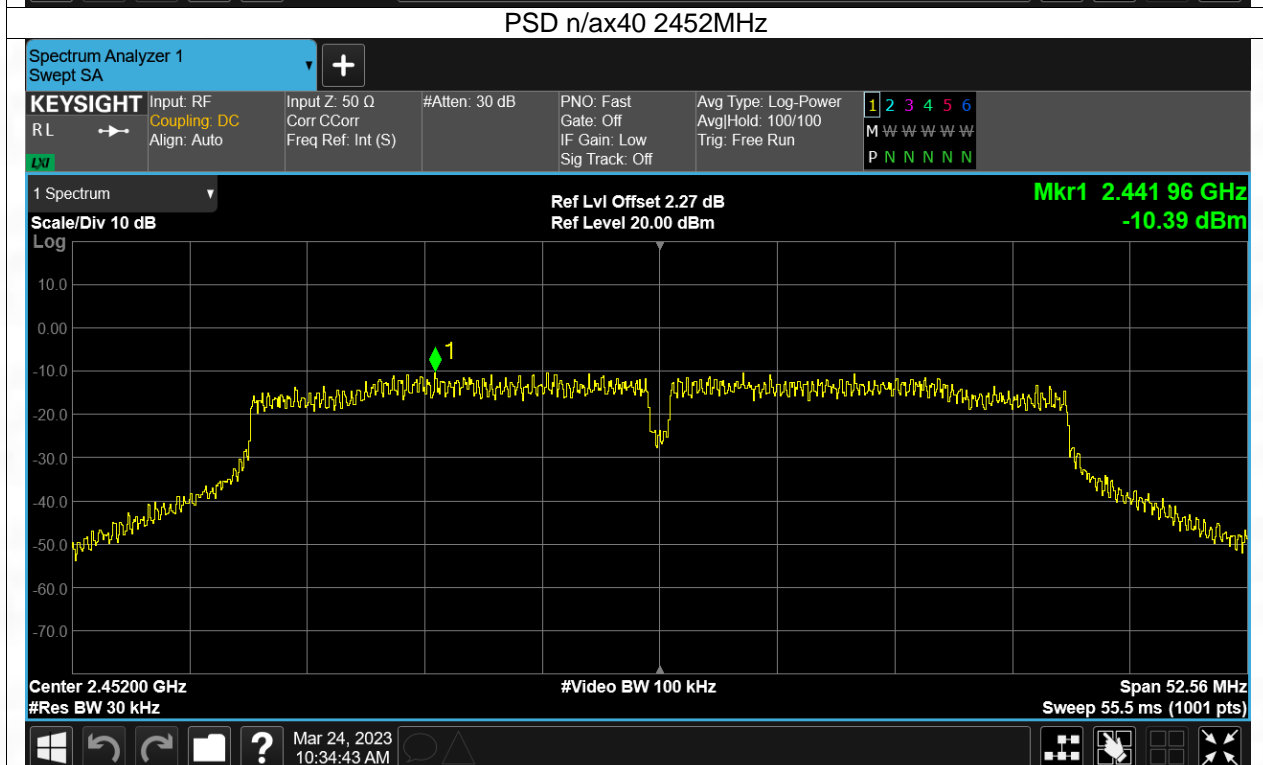 PSD n/ax40 2452MHz
Spectrum Analyzer 1
Swept SA
+
KEYSIGHT
RL
LXI
Input: RF
Coupling: DC
Align: Auto
Input Z: 50 Ω
Corr CCorr
Freq Ref: Int (S)
#Atten: 30 dB
PNO: Fast
Gate: Off
IF Gain: Low
Sig Track: Off
Avg Type: Log-Power
Avg|Hold: 100/100
Trig: Free Run
1 2 3 4 5 6
M W W W W W
P N N N N N
1 Spectrum
Scale/Div 10 dB
Ref Lvl Offset 2.27 dB
Ref Level 20.00 dBm
Mkr1 2.441 96 GHz
-10.39 dBm
Log
10.0
0.00
-10.0
-20.0
-30.0
-40.0
-50.0
-60.0
-70.0
1
Center 2.45200 GHz
#Res BW 30 kHz
#Video BW 100 kHz
Span 52.56 MHz
Sweep 55.5 ms (1001 pts)
?
Mar 24, 2023
10:34:43 AM